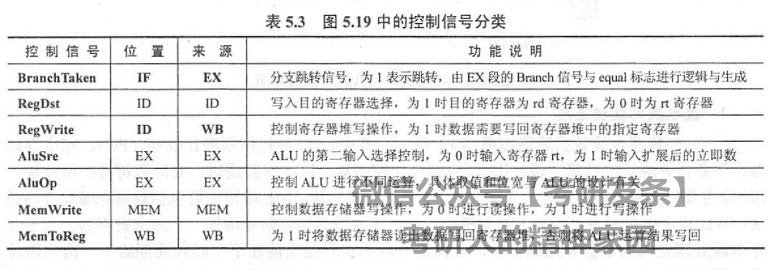 表 5.3 图 5.19 中的控制信号分类
控制信号 位置 来源 功能说明
BranchTaken IF EX 分支跳转信号，为 1 表示跳转，由 EX 段的 Branch 信号与 equal 标志进行逻辑与生成
RegDst ID ID 写入目的寄存器选择，为 1 时目的寄存器为 rd 寄存器，为 0 时为 rt 寄存器
RegWrite ID WB 控制寄存器堆写操作，为 1 时数据需要写回寄存器堆中的指定寄存器
AluSre EX EX ALU 的第二输入选择控制，为 0 时输入寄存器 rt，为 1 时输入扩展后的立即数
AluOp EX EX 控制 ALU 进行不同运算，具体取值和位宽与 ALU 的设计有关
微信公众号【考研发条】
MemWrite MEM MEM 控制数据存储器写操作，为 0 时进行读操作，为 1 时进行写操作
MemToReg WB WB 为 1 时将数据存储器读出数据写回寄存器堆，否则将 ALU 运算结果写回
考研人的精神家园